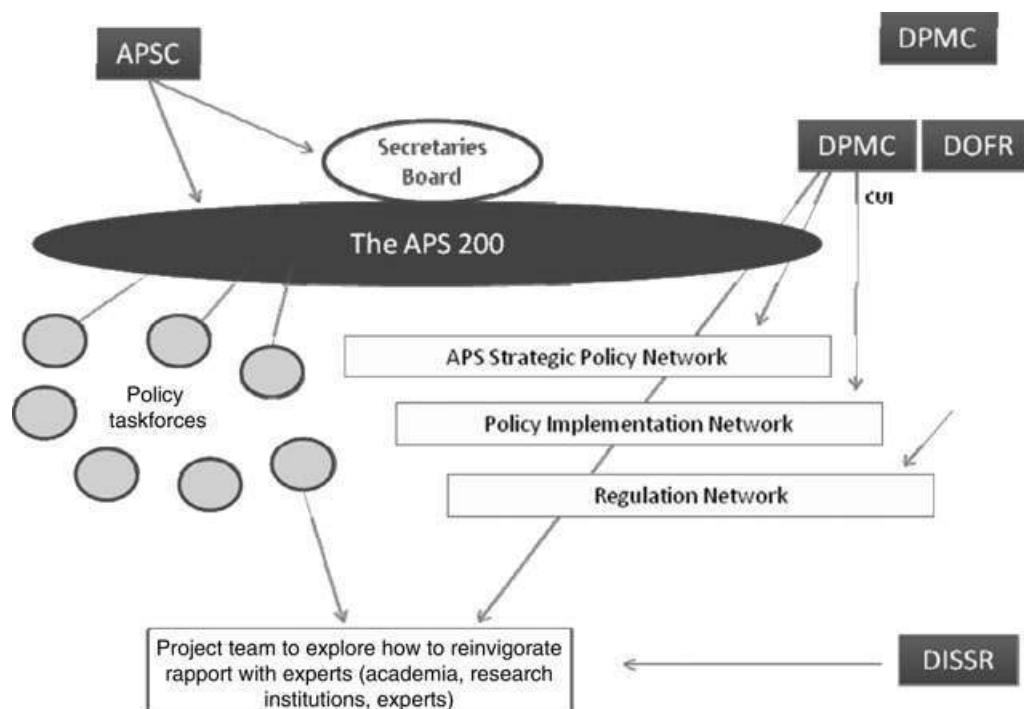 APSC
DPMC
Secretaries
Board
DPMC
DOFR
CUI
The APS 200
APS Strategic Policy Network
Policy
taskforces
Policy Implementation Network
Regulation Network
Project team to explore how to reinvigorate
rapport with experts (academia, research
institutions, experts)
DISSR